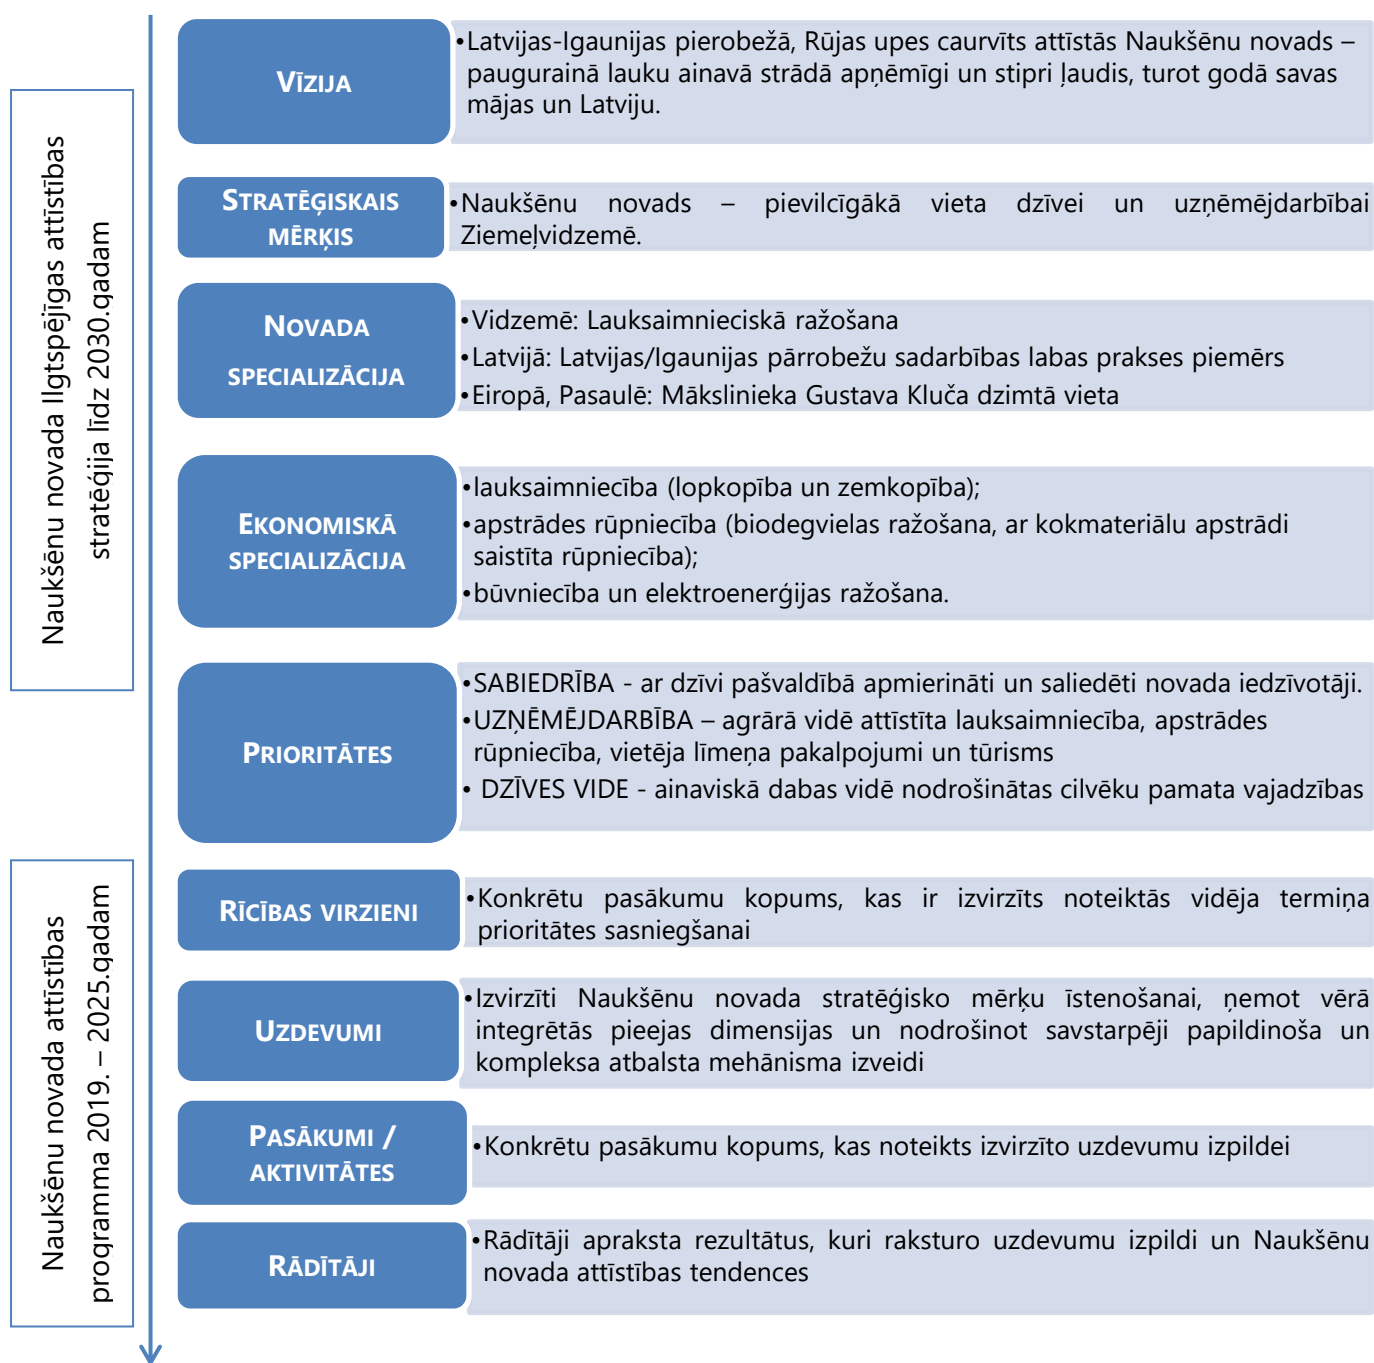 Naukšēnu novada Ilgtspējīgas attīstības
stratēģija līdz 2030.gadam
VĪZIJA
•Latvijas-Igaunijas pierobežā, Rūjas upes caurvīts attīstās Naukšēnu novads –
paugurainā lauku ainavā strādā apņēmīgi un stipri ļaudis, turot godā savas
mājas un Latviju.
STRATĒĢISKAIS
MĒRĶIS
•Naukšēnu novads – pievilcīgākā vieta dzīvei un uzņēmējdarbībai
Ziemeļvidzemē.
NOVADA
SPECIALIZĀCIJA
•Vidzemē: Lauksaimnieciskā ražošana
•Latvijā: Latvijas/Igaunijas pārrobežu sadarbības labas prakses piemērs
•Eiropā, Pasaulē: Mākslinieka Gustava Kluča dzimtā vieta
EKONOMISKĀ
SPECIALIZĀCIJA
•lauksaimniecība (lopkopība un zemkopība);
•apstrādes rūpniecība (biodegvielas ražošana, ar kokmateriālu apstrādi
saistīta rūpniecība);
•būvniecība un elektroenerģijas ražošana.
PRIORITĀTES
•SABIEDRĪBA - ar dzīvi pašvaldībā apmierināti un saliedēti novada iedzīvotāji.
•UZŅĒMĒJDARBĪBA – agrārā vidē attīstīta lauksaimniecība, apstrādes
rūpniecība, vietēja līmeņa pakalpojumi un tūrisms
• DZĪVES VIDE - ainaviskā dabas vidē nodrošinātas cilvēku pamata vajadzības
Naukšēnu novada attīstības
programma 2019. – 2025.gadam
RĪCĪBAS VIRZIENI
•Konkrētu pasākumu kopums, kas ir izvirzīts noteiktās vidēja termiņa
prioritātes sasniegšanai
UZDEVUMI
•Izvirzīti Naukšēnu novada stratēģisko mērķu īstenošanai, ņemot vērā
integrētās pieejas dimensijas un nodrošinot savstarpēji papildinoša un
kompleksa atbalsta mehānisma izveidi
PASĀKUMI /
AKTIVITĀTES
•Konkrētu pasākumu kopums, kas noteikts izvirzīto uzdevumu izpildei
RĀDĪTĀJI
•Rādītāji apraksta rezultātus, kuri raksturo uzdevumu izpildi un Naukšēnu
novada attīstības tendences